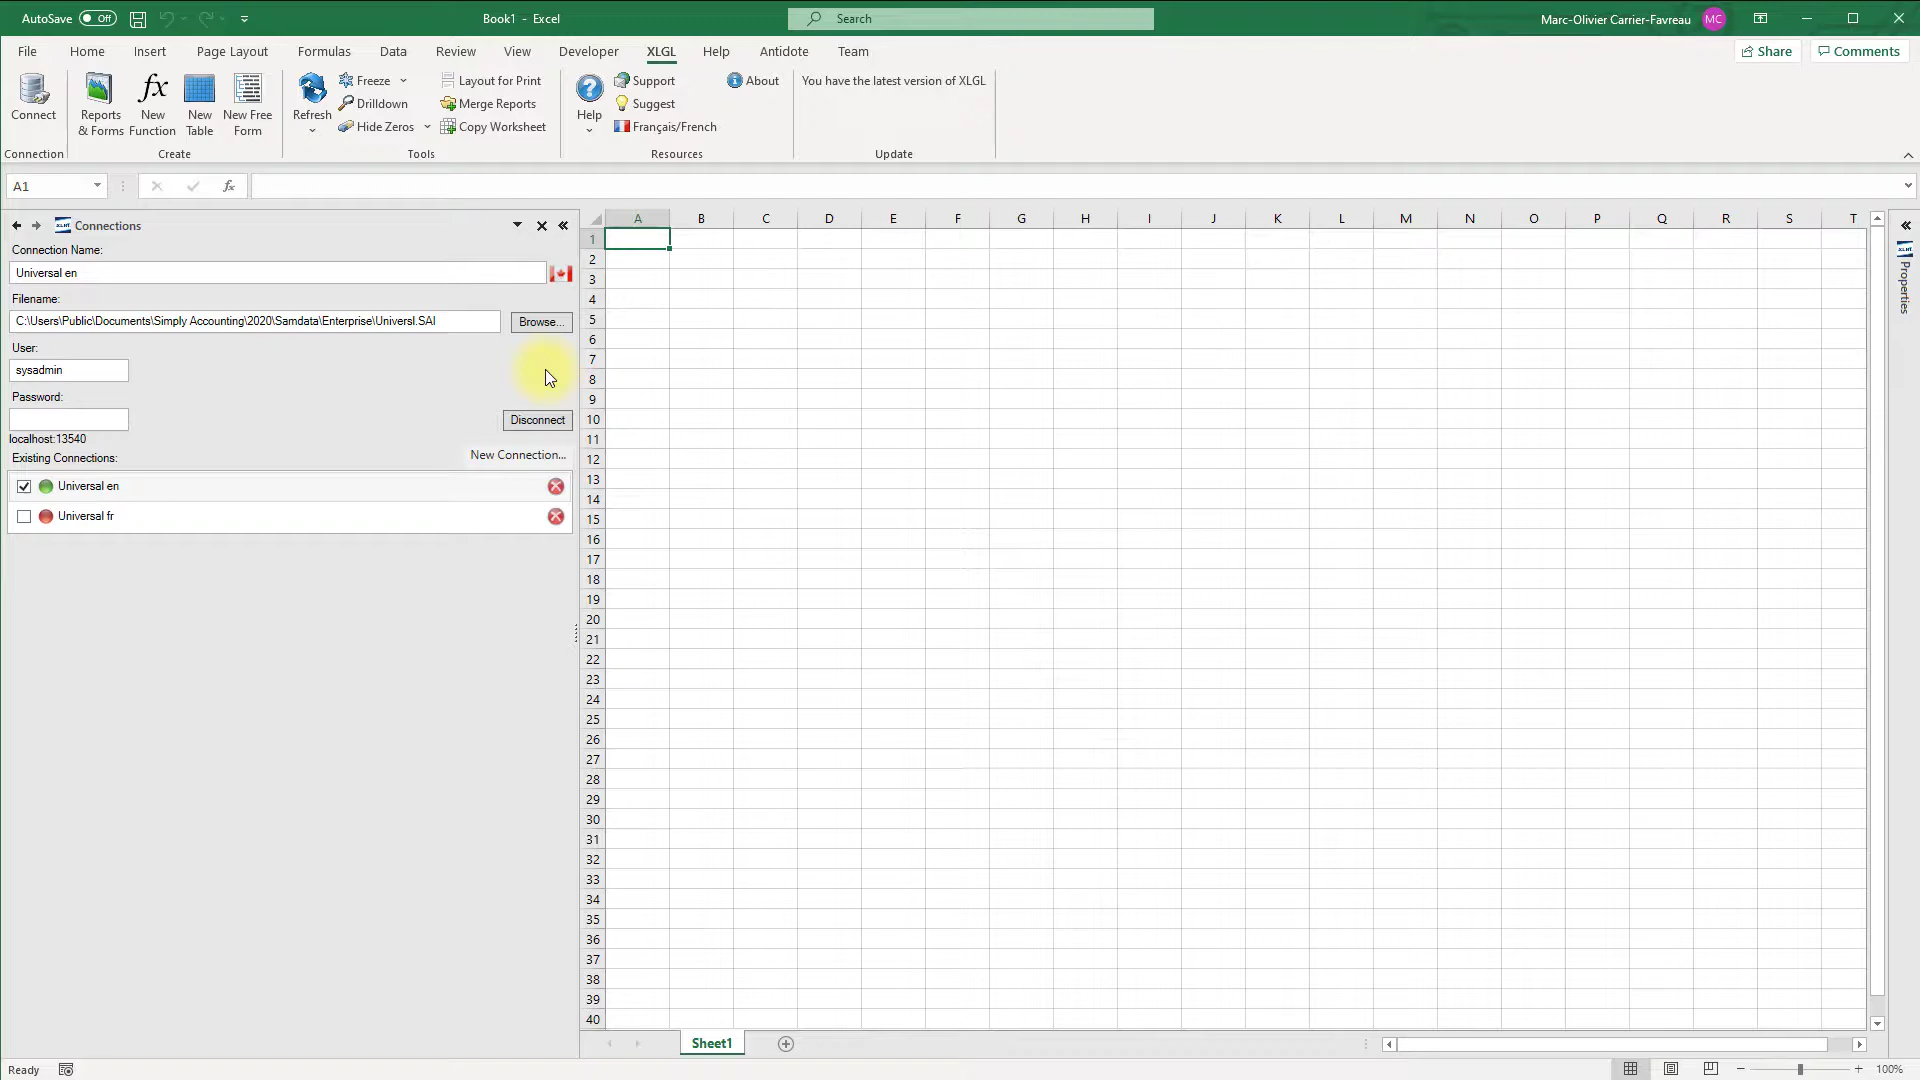 AutoSave Off Book1 - Excel Search Marc-Olivier Carrier-Favreau MC
File Home Insert Page Layout Formulas Data Review View Developer XLGL Help Antidote Team Share Comments
Connect
Connection
Reports & Forms
New Function
New Table
New Free Form
Create
Refresh
Freeze
Drilldown
Hide Zeros
Layout for Print
Merge Reports
Copy Worksheet
Tools
Help
Support
Suggest
Français/French
About
Resources
You have the latest version of XLGL
Update
A1 fx
Connections
Connection Name:
Universal en
Filename:
C:\Users\Public\Documents\Simply Accounting\2020\Samdata\Enterprise\Universl.SAI Browse...
User:
sysadmin
Password:
Disconnect
localhost:13540
Existing Connections: New Connection...
Universal en
Universal fr
A B C D E F G H I J K L M N O P Q R S T
1
2
3
4
5
6
7
8
9
10
11
12
13
14
15
16
17
18
19
20
21
22
23
24
25
26
27
28
29
30
31
32
33
34
35
36
37
38
39
40
Properties
Sheet1
Ready 100%